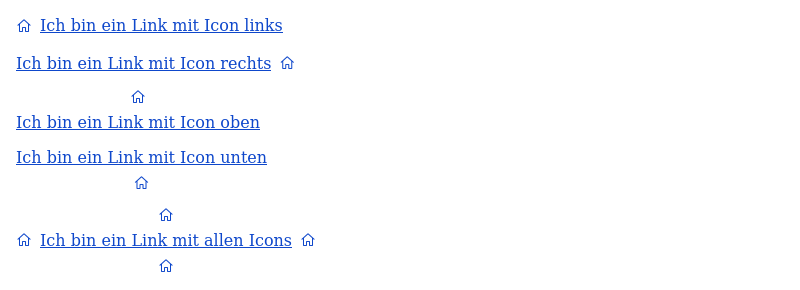 Ich bin ein Link mit Icon links
Ich bin ein Link mit Icon rechts
Ich bin ein Link mit Icon oben
Ich bin ein Link mit Icon unten
Ich bin ein Link mit allen Icons